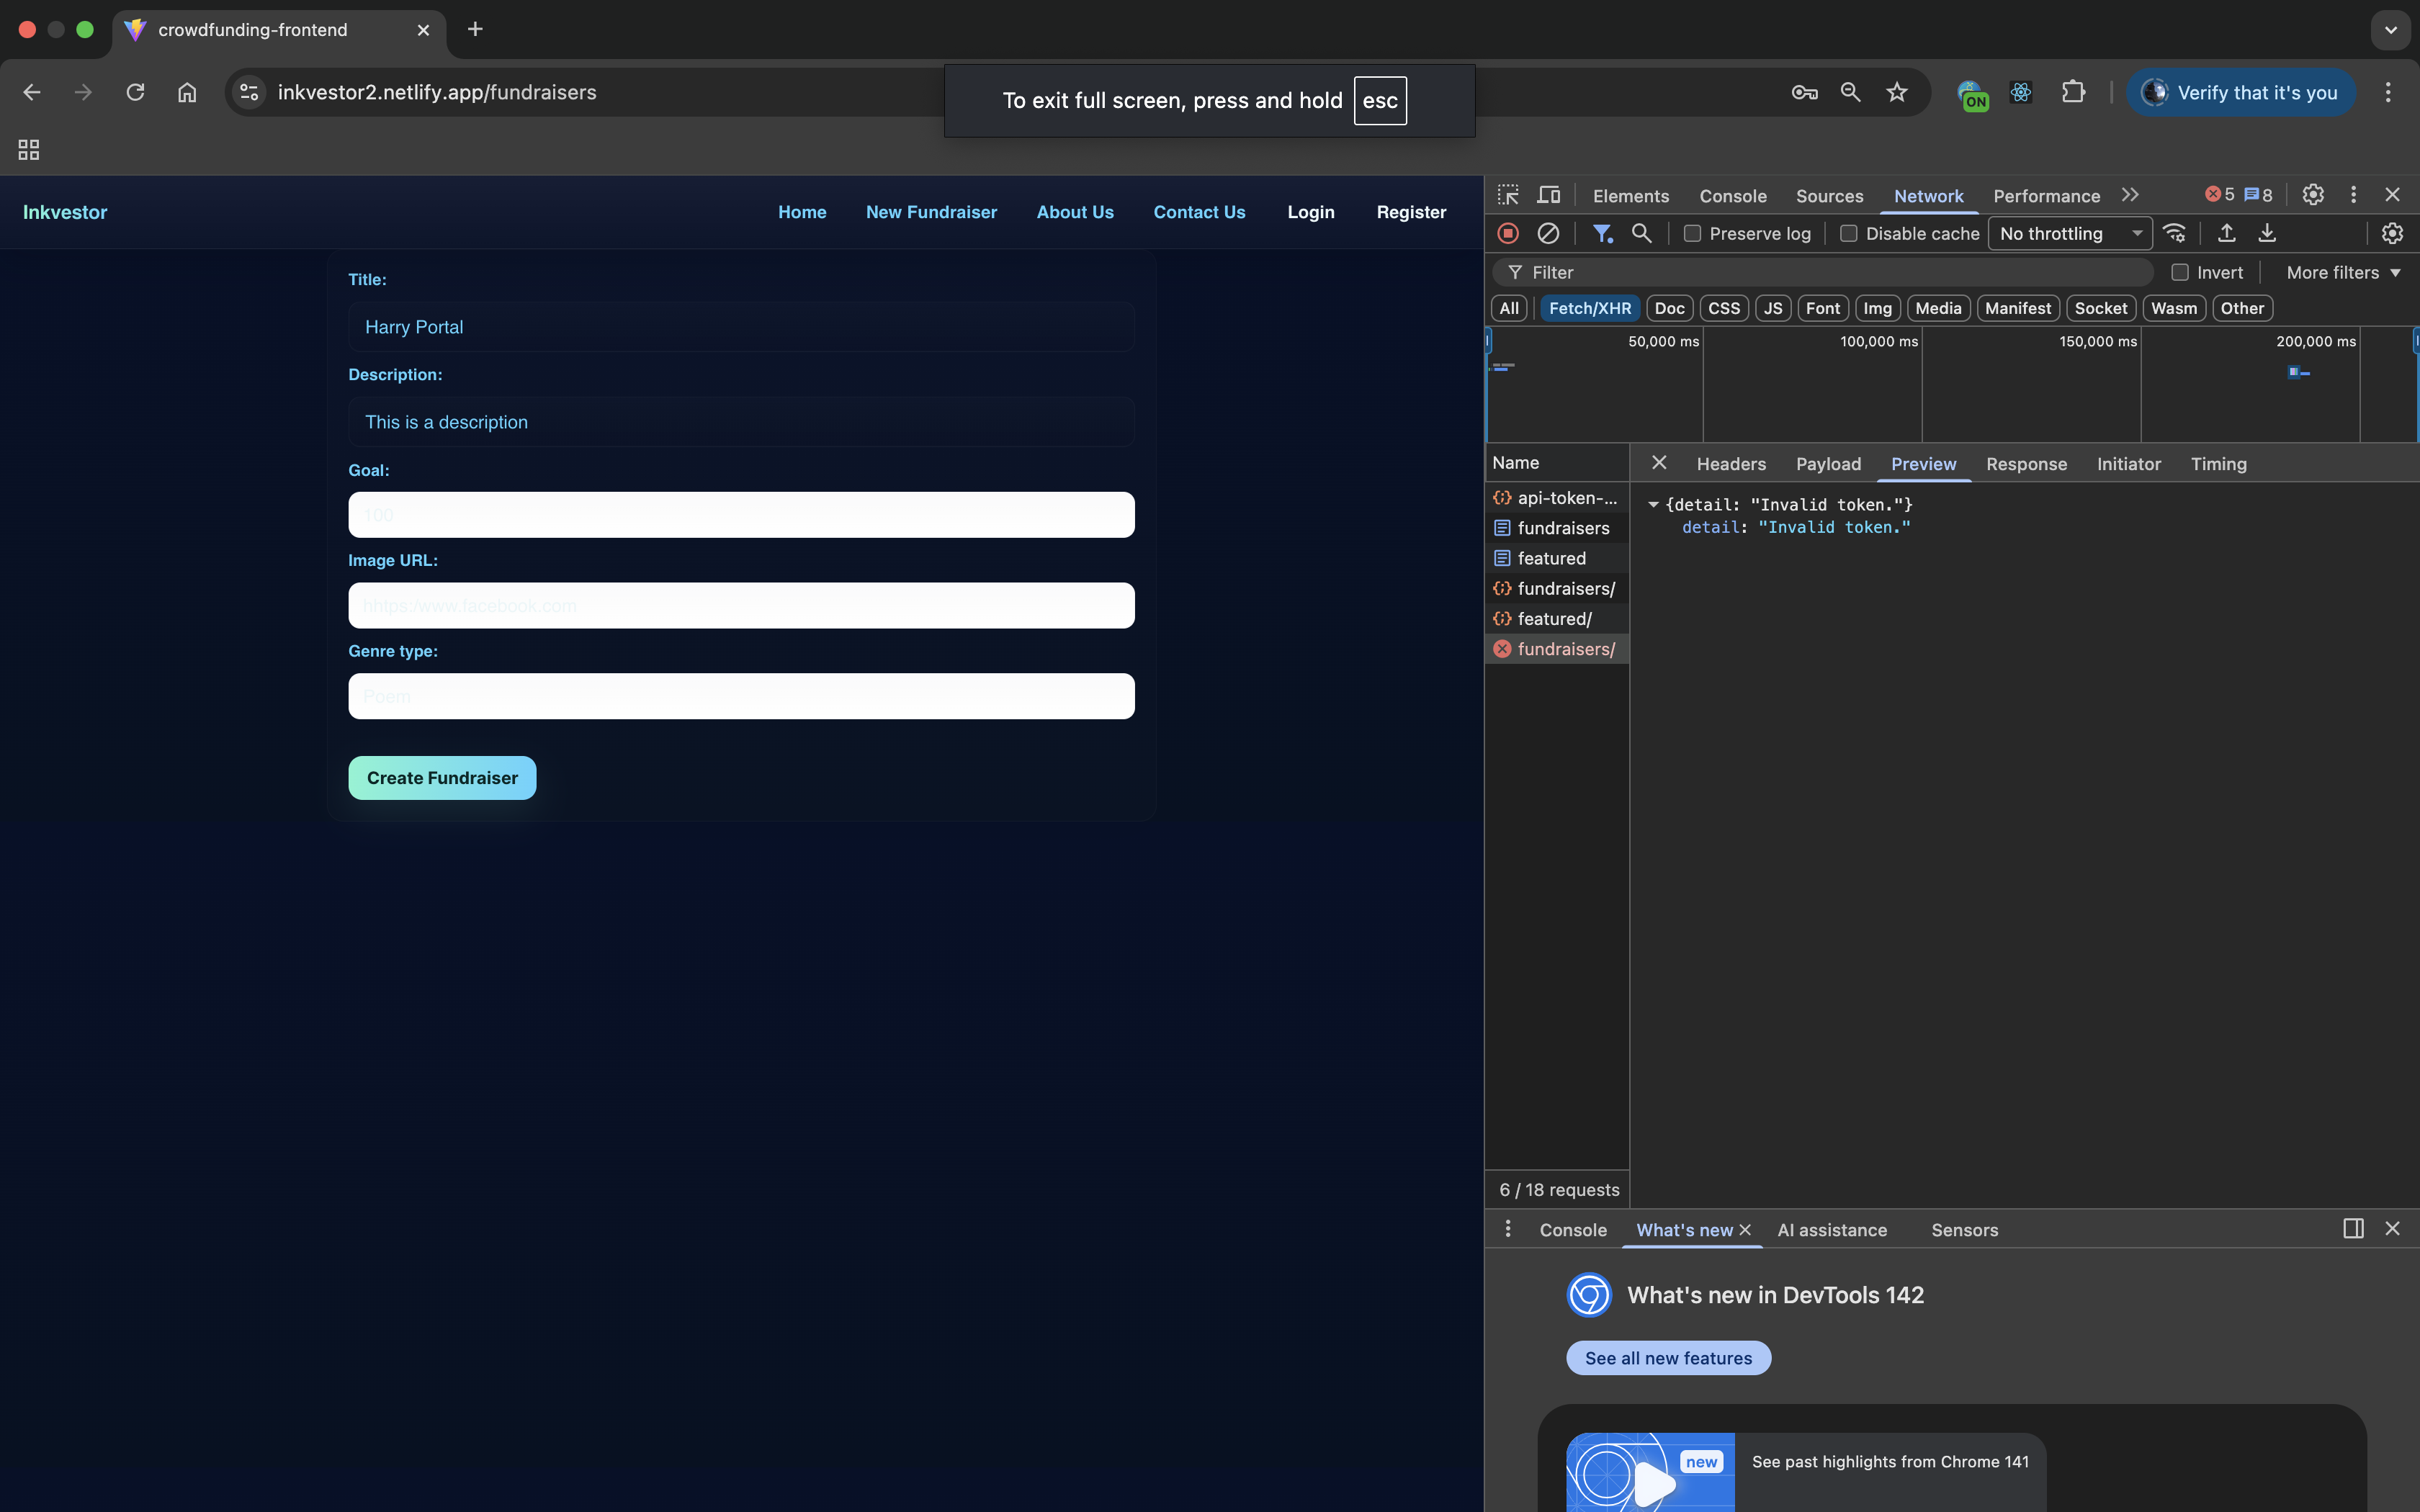 crowdfunding-frontend
inkvestor2.netlify.app/fundraisers
To exit full screen, press and hold esc
ON
Verify that it's you
Inkvestor
Home New Fundraiser About Us Contact Us Login Register
Title:
Harry Portal
Description:
This is a description
Goal:
100
Image URL:
hhtps:/www.facebook.com
Genre type:
Poem
Create Fundraiser
Elements Console Sources Network Performance 5 8
Preserve log Disable cache No throttling
Filter Invert More filters
All Fetch/XHR Doc CSS JS Font Img Media Manifest Socket Wasm Other
50,000 ms 100,000 ms 150,000 ms 200,000 ms
Name Headers Payload Preview Response Initiator Timing
api-token-...
fundraisers
featured
fundraisers/
featured/
fundraisers/
{detail: "Invalid token."}
detail: "Invalid token."
6 / 18 requests
Console What's new AI assistance Sensors
What's new in DevTools 142
See all new features
new
See past highlights from Chrome 141